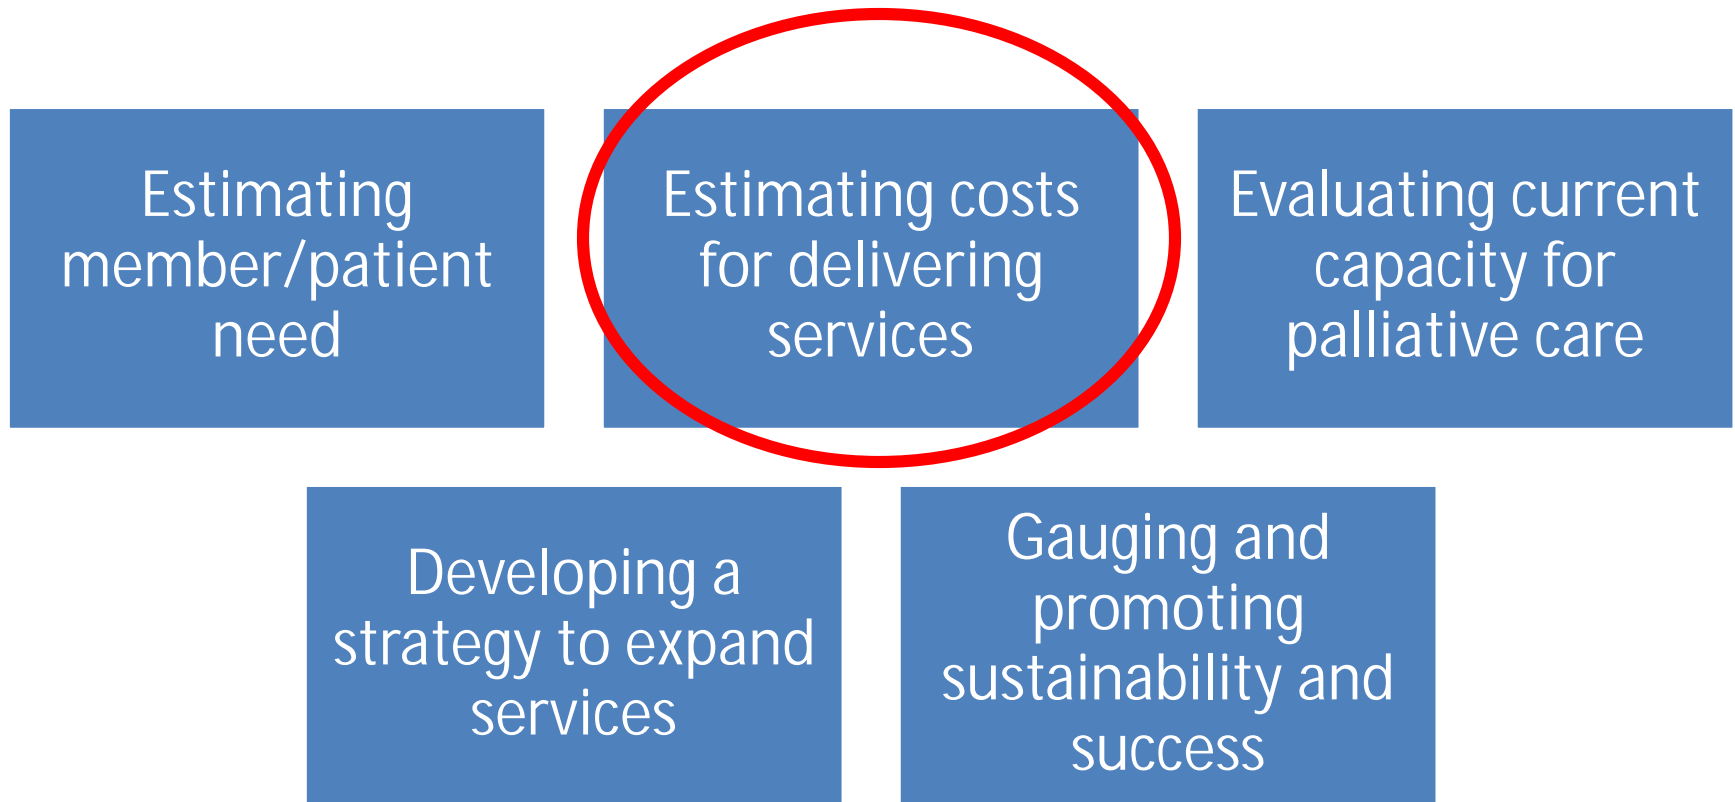 Estimating
member/patient
need
Estimating costs
for delivering
services
Evaluating current
capacity for
palliative care
Developing a
strategy to expand
services
Gauging and
promoting
sustainability and
success